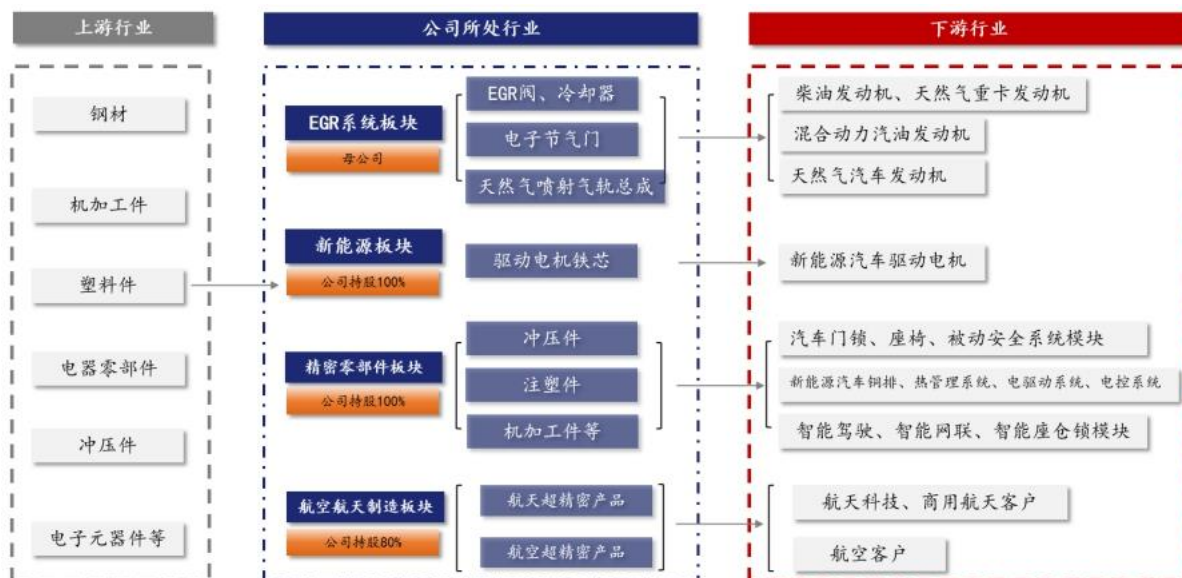 上游行业
钢材
机加工件
塑料件
电器零部件
冲压件
电子元器件等
公司所处行业
EGR系统板块
母公司
EGR阀、冷却器
电子节气门
天然气喷射气轨总成
新能源板块
公司持股100%
驱动电机铁芯
精密零部件板块
公司持股100%
冲压件
注塑件
机加工件等
航空航天制造板块
公司持股80%
航天超精密产品
航空超精密产品
下游行业
柴油发动机、天然气重卡发动机
混合动力汽油发动机
天然气汽车发动机
新能源汽车驱动电机
汽车门锁、座椅、被动安全系统模块
新能源汽车铜排、热管理系统、电驱动系统、电控系统
智能驾驶、智能网联、智能座仓锁模块
航天科技、商用航天客户
航空客户